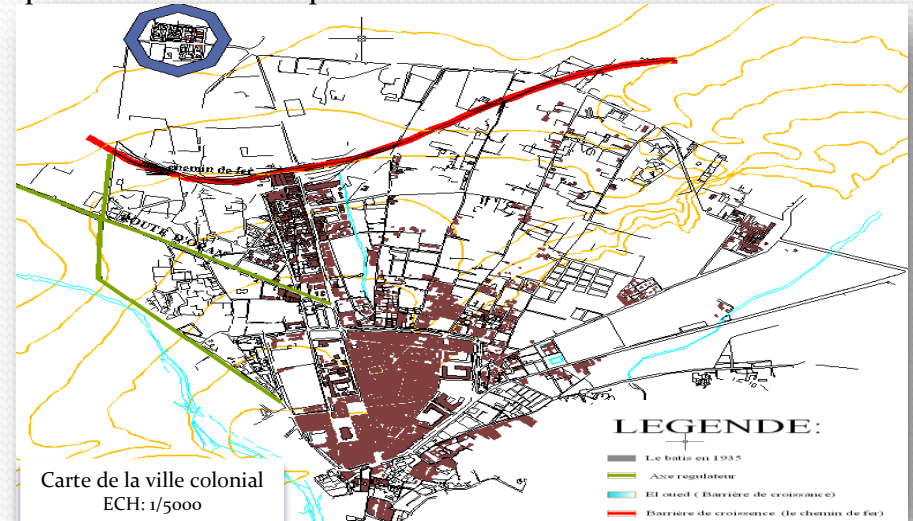 chemin de fer
ROUTE D'ORAN
LEGENDE:
Le batis en 1935
Axe regulateur
El oued ( Barrière de croissance)
Barrière de croissence (le chemin de fer)
Carte de la ville colonial
ECH: 1/5000